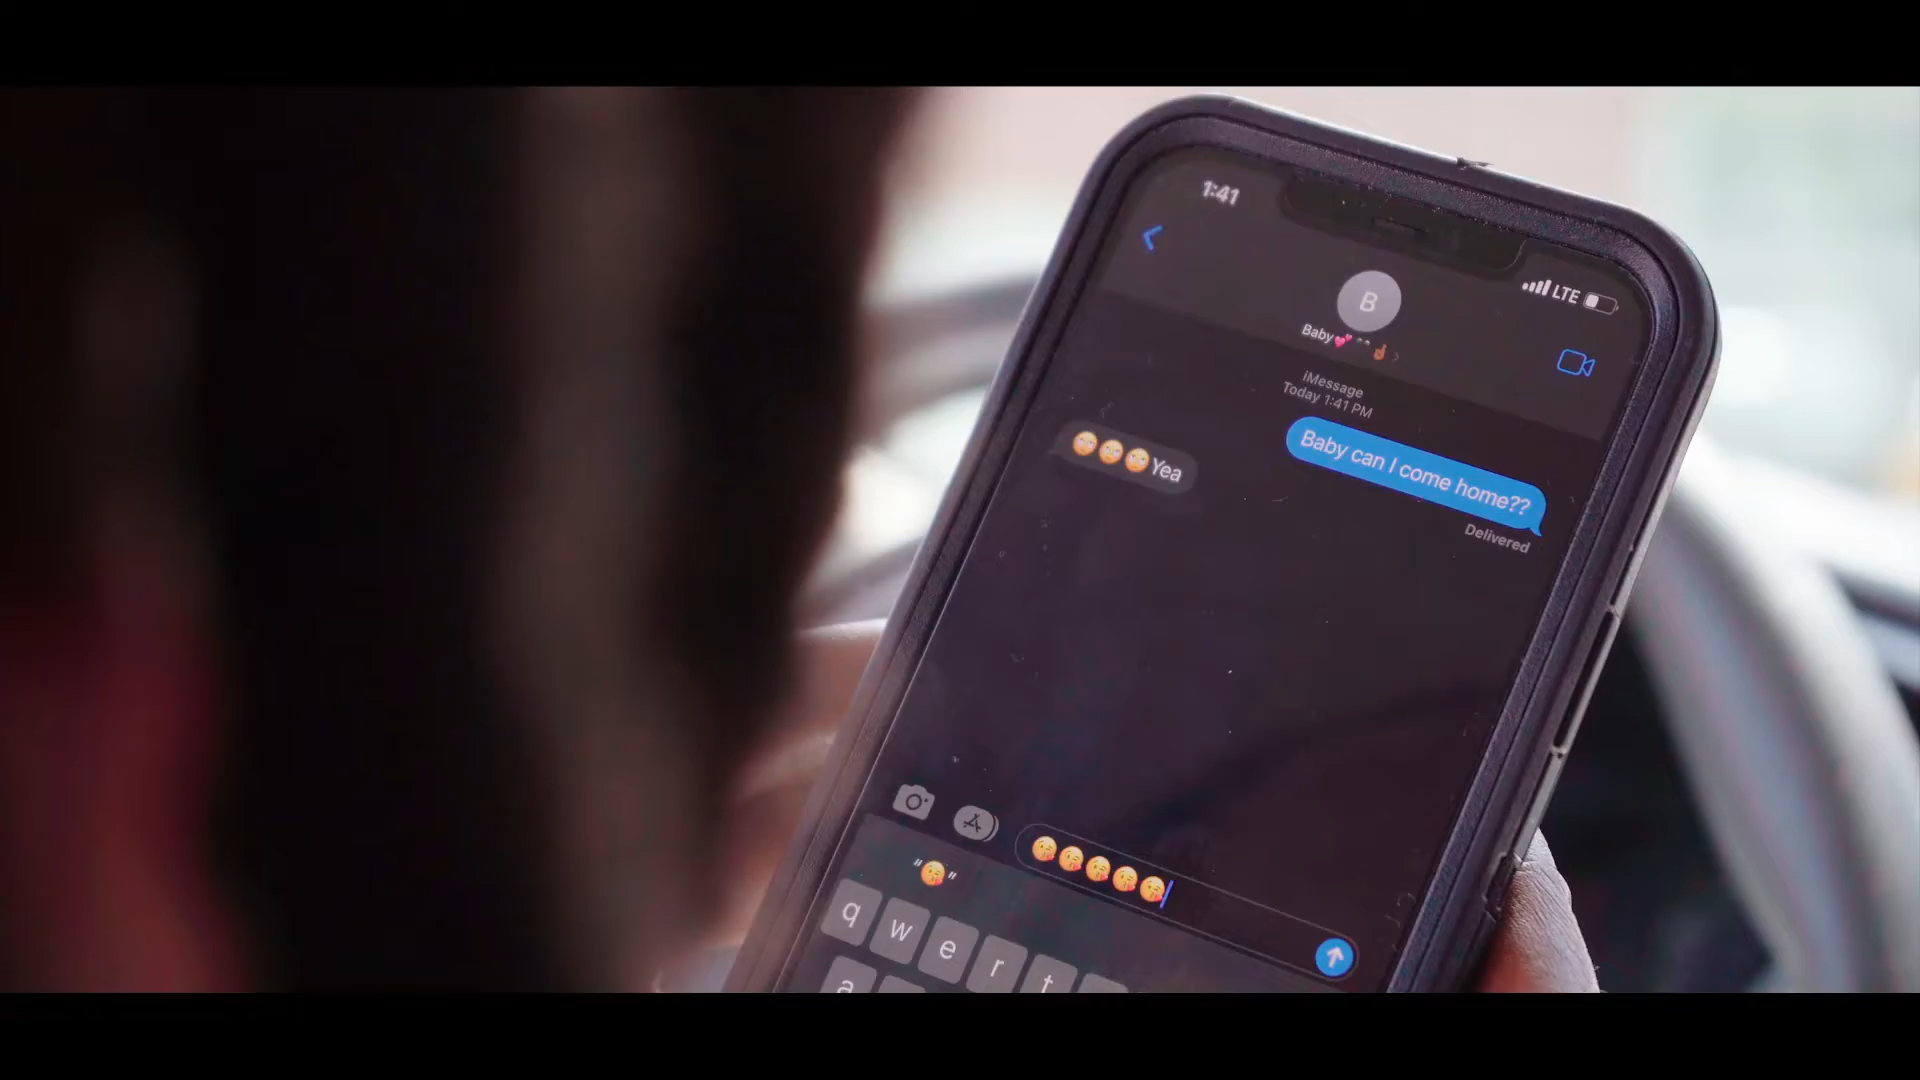 1:41
LTE
B
Baby💕
iMessage
Today 1:41 PM
Baby can I come home??
Delivered
🙄🙄🙄Yea
😘😘😘😘😘
"😘"
q w e r t
a